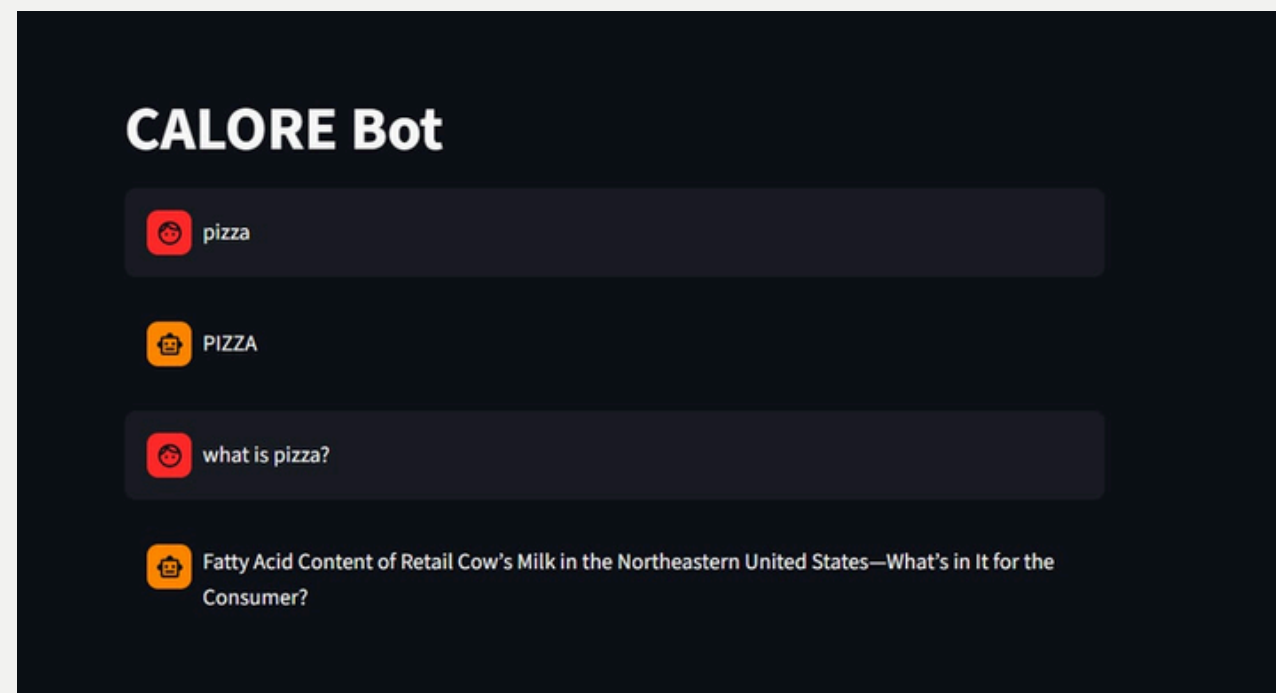 CALORE Bot
pizza
PIZZA
what is pizza?
Fatty Acid Content of Retail Cow’s Milk in the Northeastern United States—What’s in It for the
Consumer?